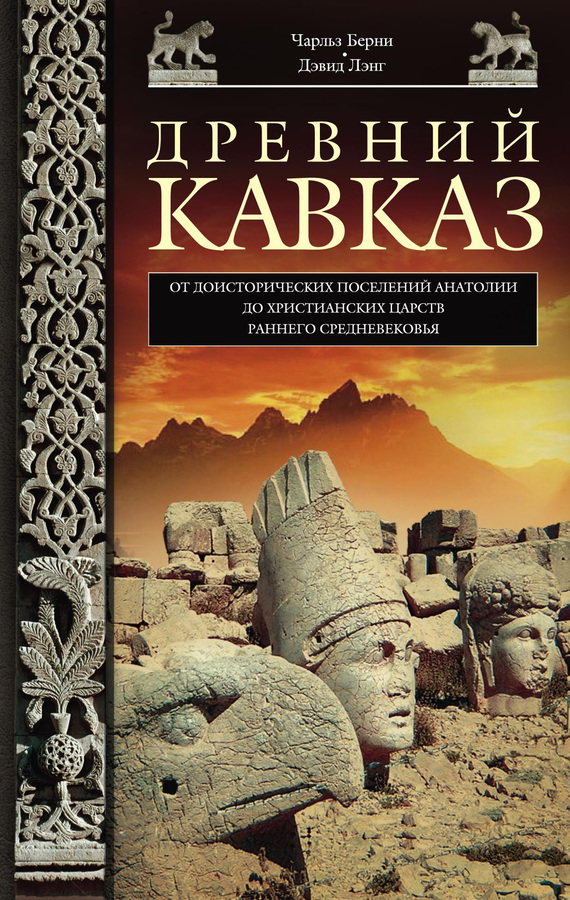 Чарльз Берни
•
Дэвид Лэнг
ДРЕВНИЙ
КАВКАЗ
ОТ ДОИСТОРИЧЕСКИХ ПОСЕЛЕНИЙ АНАТОЛИИ
ДО ХРИСТИАНСКИХ ЦАРСТВ
РАННЕГО СРЕДНЕВЕКОВЬЯ